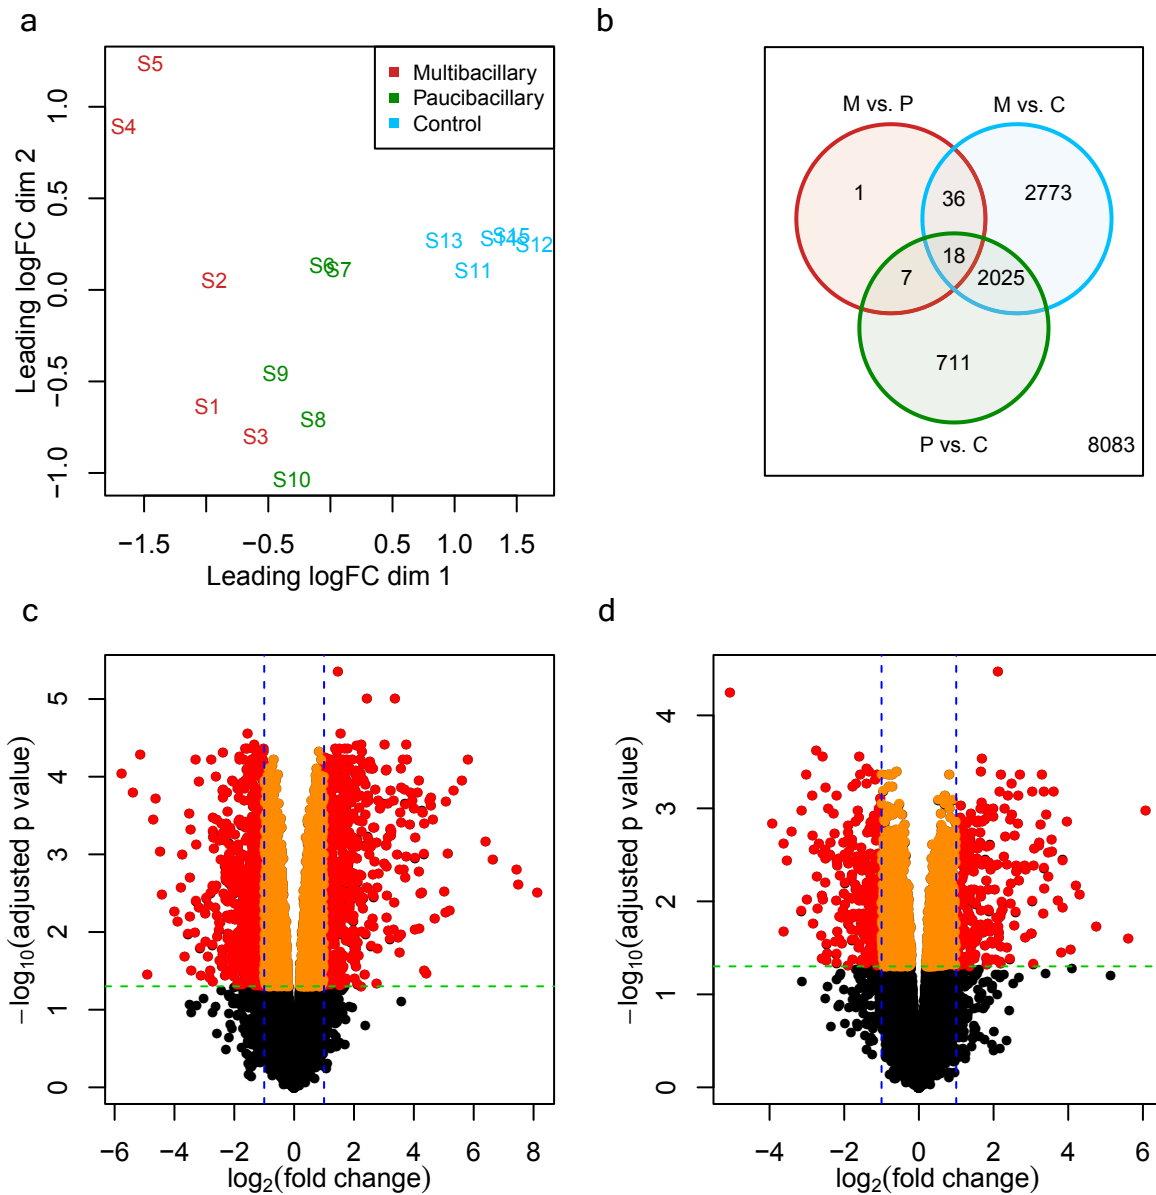 a
S5
S4
S2
S1
S3
S6
S7
S9
S8
S10
S13
S14
S15
S12
S11
Multibacillary
Paucibacillary
Control
1.0
0.5
0.0
−0.5
−1.0
Leading logFC dim 2
−1.5
−0.5
0.5
1.0
1.5
Leading logFC dim 1
b
M vs. P
M vs. C
1
36
2773
18
7
2025
711
P vs. C
8083
c
5
4
3
2
1
0
−log10(adjusted p value)
−6
−4
−2
0
2
4
6
8
log2(fold change)
d
4
3
2
1
0
−log10(adjusted p value)
−4
−2
0
2
4
6
log2(fold change)